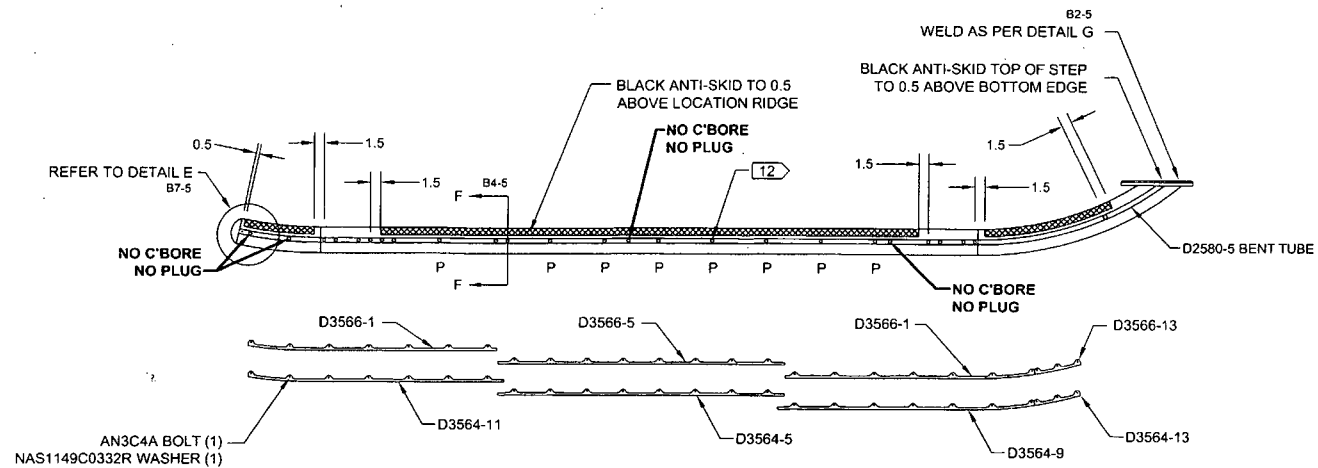 B2-5
WELD AS PER DETAIL G
BLACK ANTI-SKID TOP OF STEP
TO 0.5 ABOVE BOTTOM EDGE
BLACK ANTI-SKID TO 0.5
ABOVE LOCATION RIDGE
NO C'BORE
NO PLUG
0.5
1.5
1.5
1.5
1.5
1.5
12
REFER TO DETAIL E
B7-5
F
B4-5
D2580-5 BENT TUBE
NO C'BORE
NO PLUG
P P P P P P P P
F
NO C'BORE
NO PLUG
D3566-1
D3566-5
D3566-1
D3566-13
D3564-11
D3564-5
D3564-9
D3564-13
AN3C4A BOLT (1)
NAS1149C0332R WASHER (1)